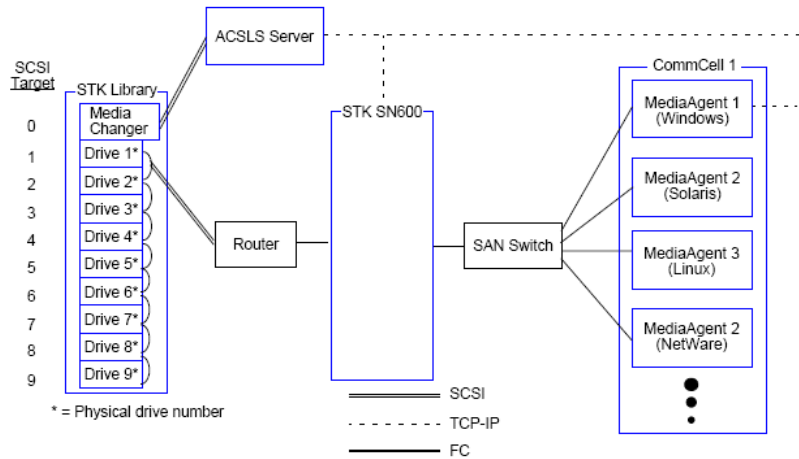 ACSLS Server
SCSI
Target
STK Library
Media
Changer
0
1
2
3
4
5
6
7
8
9
Drive 1*
Drive 2*
Drive 3*
Drive 4*
Drive 5*
Drive 6*
Drive 7*
Drive 8*
Drive 9*
* = Physical drive number
Router
STK SN600
SAN Switch
CommCell 1
MediaAgent 1
(Windows)
MediaAgent 2
(Solaris)
MediaAgent 3
(Linux)
MediaAgent 2
(NetWare)
SCSI
TCP-IP
FC